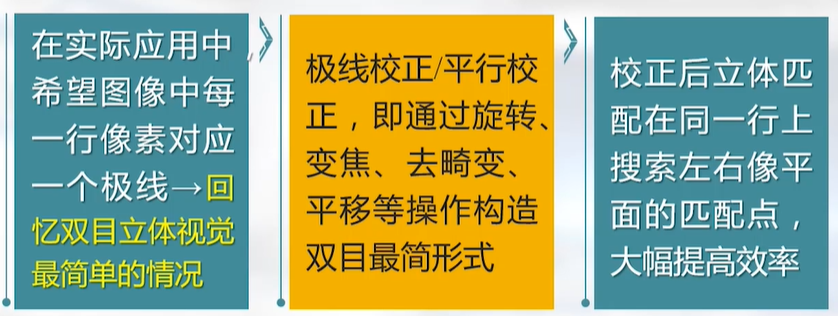 在实际应用中，
希望图像中每
一行像素对应
一个极线→回
忆双目立体视觉
最简单的情况
极线校正/平行校
正，即通过旋转、
变焦、去畸变、
平移等操作构造
双目最简形式
校正后立体匹
配在同一行上
搜索左右像平
面的匹配点，
大幅提高效率